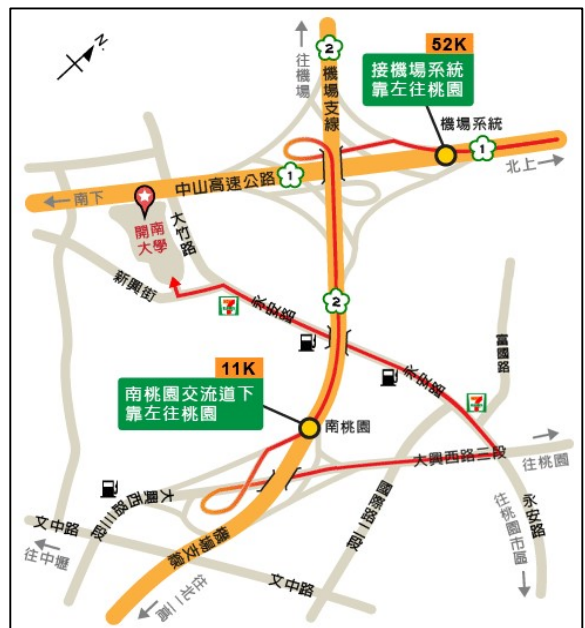 N
往機場
2
機場支線
52K
接機場系統
靠左往桃園
機場系統
1
北上
1
中山高速公路
南下
開南
大學
大竹路
新興街
7
永安路
2
富國路
永安路
7
11K
南桃園交流道下
靠左往桃園
南桃園
大興西路三段
往桃園
大興西路三段
國際路二段
永安路
往桃園市區
文中路
往中壢
機場支線
文中路
往北二高